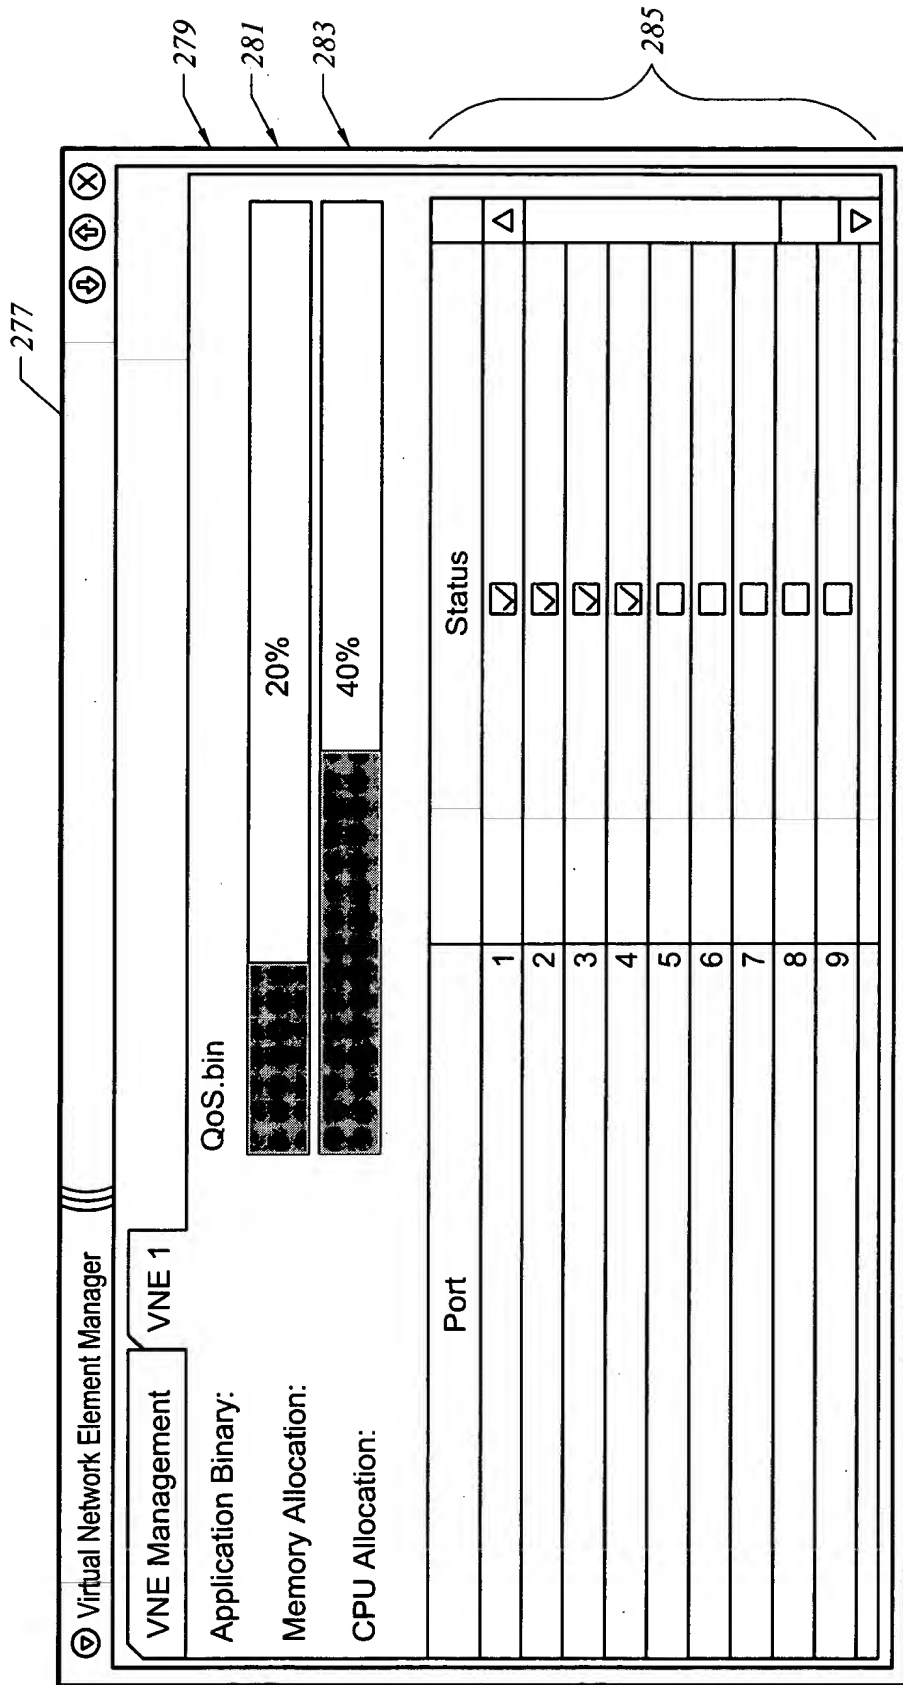 277
Virtual Network Element Manager
VNE Management
VNE 1
Application Binary:
QoS.bin
279
Memory Allocation:
20%
281
CPU Allocation:
40%
283
Port
Status
285
1
2
3
4
5
6
7
8
9